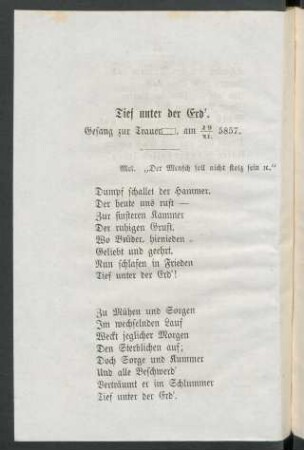 Tief unter der Erd'.
Gesang zur Trauer▭, am 29/XI. 5857.
Mel. „Der Mensch soll nicht stolz sein ꝛc."
Dumpf schallet der Hammer,
Der heute uns ruft —
Zur finsteren Kammer
Der ruhigen Gruft.
Wo Brüder, hienieden
Geliebt und geehrt,
Nun schlafen in Frieden
Tief unter der Erd'!
Zu Mühen und Sorgen
Im wechselnden Lauf
Weckt jeglicher Morgen
Den Sterblichen auf;
Doch Sorge und Kummer
Und alle Beschwerd'
Verträumt er im Schlummer
Tief unter der Erd'.